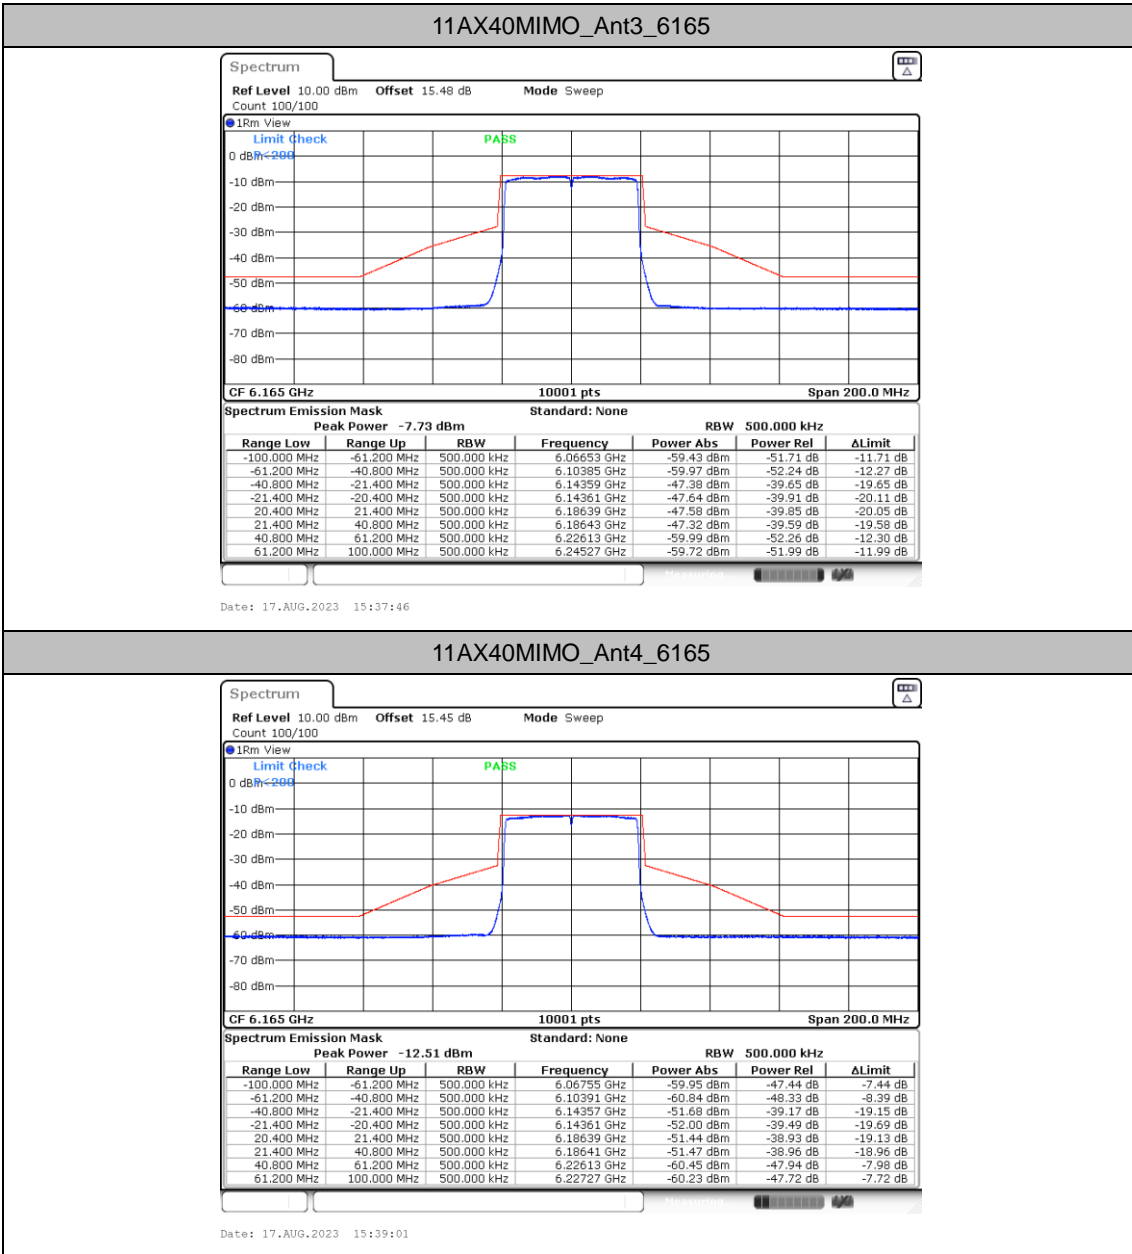 11AX40MIMO_Ant3_6165
Spectrum
Ref Level 10.00 dBm Offset 15.48 dB Mode Sweep
Count 100/100
1Rm View
Limit Check PASS
P<200
0 dBm
-10 dBm
-20 dBm
-30 dBm
-40 dBm
-50 dBm
-60 dBm
-70 dBm
-80 dBm
CF 6.165 GHz 10001 pts Span 200.0 MHz
Spectrum Emission Mask Standard: None
Peak Power -7.73 dBm RBW 500.000 kHz
Range Low Range Up RBW Frequency Power Abs Power Rel ΔLimit
-100.000 MHz -61.200 MHz 500.000 kHz 6.06653 GHz -59.43 dBm -51.71 dB -11.71 dB
-61.200 MHz -40.800 MHz 500.000 kHz 6.10385 GHz -59.97 dBm -52.24 dB -12.27 dB
-40.800 MHz -21.400 MHz 500.000 kHz 6.14359 GHz -47.38 dBm -39.65 dB -19.65 dB
-21.400 MHz -20.400 MHz 500.000 kHz 6.14361 GHz -47.64 dBm -39.91 dB -20.11 dB
20.400 MHz 21.400 MHz 500.000 kHz 6.18639 GHz -47.58 dBm -39.85 dB -20.05 dB
21.400 MHz 40.800 MHz 500.000 kHz 6.18643 GHz -47.32 dBm -39.59 dB -19.58 dB
40.800 MHz 61.200 MHz 500.000 kHz 6.22613 GHz -59.99 dBm -52.26 dB -12.30 dB
61.200 MHz 100.000 MHz 500.000 kHz 6.24527 GHz -59.72 dBm -51.99 dB -11.99 dB
Measuring...
Date: 17.AUG.2023 15:37:46
11AX40MIMO_Ant4_6165
Spectrum
Ref Level 10.00 dBm Offset 15.45 dB Mode Sweep
Count 100/100
1Rm View
Limit Check PASS
P<200
0 dBm
-10 dBm
-20 dBm
-30 dBm
-40 dBm
-50 dBm
-60 dBm
-70 dBm
-80 dBm
CF 6.165 GHz 10001 pts Span 200.0 MHz
Spectrum Emission Mask Standard: None
Peak Power -12.51 dBm RBW 500.000 kHz
Range Low Range Up RBW Frequency Power Abs Power Rel ΔLimit
-100.000 MHz -61.200 MHz 500.000 kHz 6.06755 GHz -59.95 dBm -47.44 dB -7.44 dB
-61.200 MHz -40.800 MHz 500.000 kHz 6.10391 GHz -60.84 dBm -48.33 dB -8.39 dB
-40.800 MHz -21.400 MHz 500.000 kHz 6.14357 GHz -51.68 dBm -39.17 dB -19.15 dB
-21.400 MHz -20.400 MHz 500.000 kHz 6.14361 GHz -52.00 dBm -39.49 dB -19.69 dB
20.400 MHz 21.400 MHz 500.000 kHz 6.18639 GHz -51.44 dBm -38.93 dB -19.13 dB
21.400 MHz 40.800 MHz 500.000 kHz 6.18641 GHz -51.47 dBm -38.96 dB -18.96 dB
40.800 MHz 61.200 MHz 500.000 kHz 6.22613 GHz -60.45 dBm -47.94 dB -7.98 dB
61.200 MHz 100.000 MHz 500.000 kHz 6.22727 GHz -60.23 dBm -47.72 dB -7.72 dB
Measuring...
Date: 17.AUG.2023 15:39:01